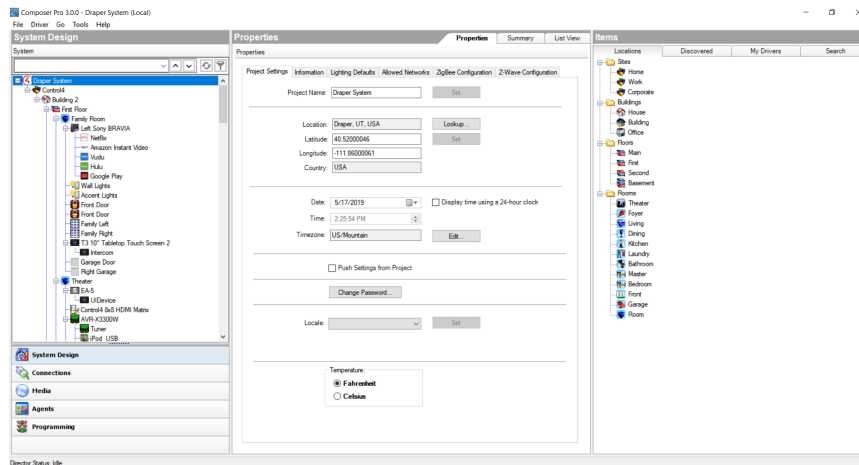 Composer Pro 3.0.0 - Draper System (Local)
File Driver Go Tools Help
System Design
System
Draper System
Control4
Building 2
First Floor
Family Room
Left Sony BRAVIA
Netflix
Amazon Instant Video
Vudu
Hulu
Google Play
Wall Lights
Accent Lights
Front Door
Front Door
Family Left
Family Right
T3 10" Tabletop Touch Screen 2
Intercom
Garage Door
Right Garage
Theater
EA-5
UIDevice
Control4 8x8 HDMI Matrix
AVR-X3300W
Tuner
iPod USB
System Design
Connections
Media
Agents
Programming
Director Status: Idle
Properties
Properties Summary List View
Properties
Project Settings Information Lighting Defaults Allowed Networks ZigBee Configuration Z-Wave Configuration
Project Name: Draper System Set
Location: Draper, UT, USA Lookup...
Latitude: 40.52000046 Set
Longitude: -111.86000061
Country: USA
Date: 5/17/2019 Display time using a 24-hour clock
Time: 2:25:54 PM
Timezone: US/Mountain Edit...
Push Settings from Project
Change Password...
Locale: Set
Temperature:
Fahrenheit
Celsius
Items
Locations Discovered My Drivers Search
Sites
Home
Work
Corporate
Buildings
House
Building
Office
Floors
Main
First
Second
Basement
Rooms
Theater
Foyer
Living
Dining
Kitchen
Laundry
Bathroom
Master
Bedroom
Front
Garage
Room